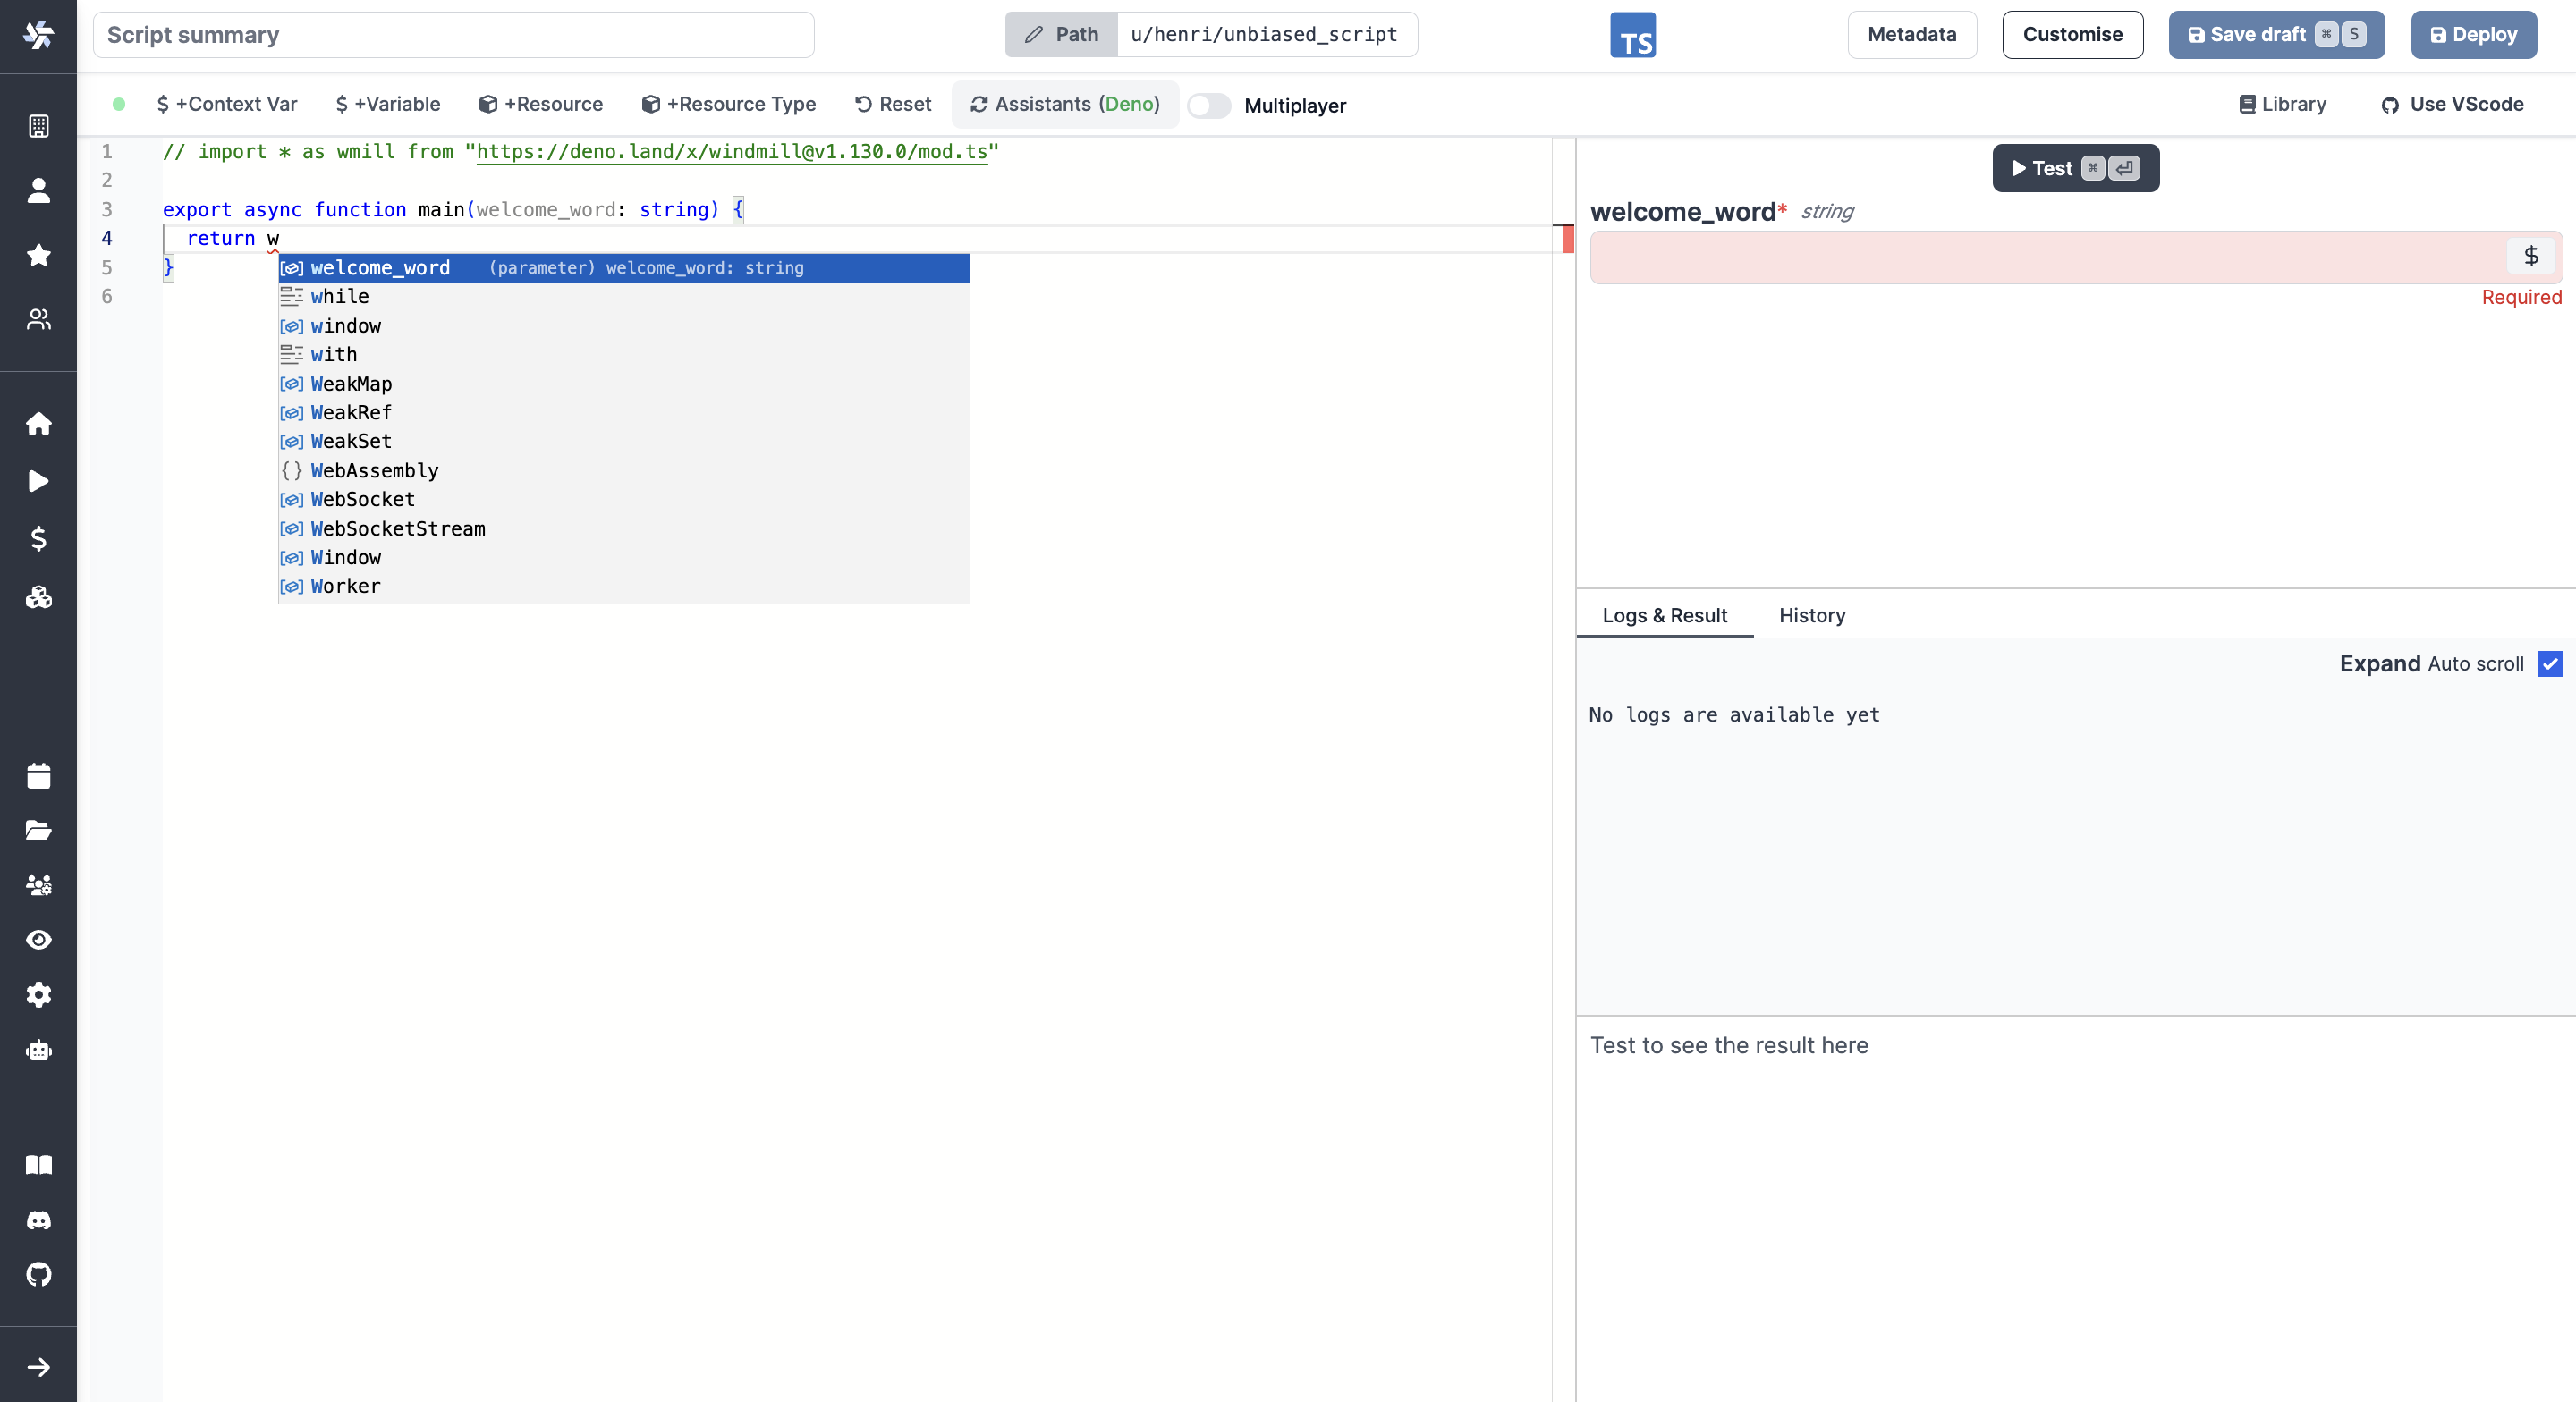 Script summary
Path u/henri/unbiased_script
TS
Metadata
Customise
Save draft ⌘ S
Deploy
$ +Context Var
$ +Variable
+Resource
+Resource Type
Reset
Assistants (Deno)
Multiplayer
Library
Use VScode
1 // import * as wmill from "https://deno.land/x/windmill@v1.130.0/mod.ts"
2
3 export async function main(welcome_word: string) {
4 return w
5 }
6
welcome_word (parameter) welcome_word: string
while
window
with
WeakMap
WeakRef
WeakSet
{} WebAssembly
WebSocket
WebSocketStream
Window
Worker
Test ⌘ ⏎
welcome_word* string
$
Required
Logs & Result
History
Expand Auto scroll
No logs are available yet
Test to see the result here